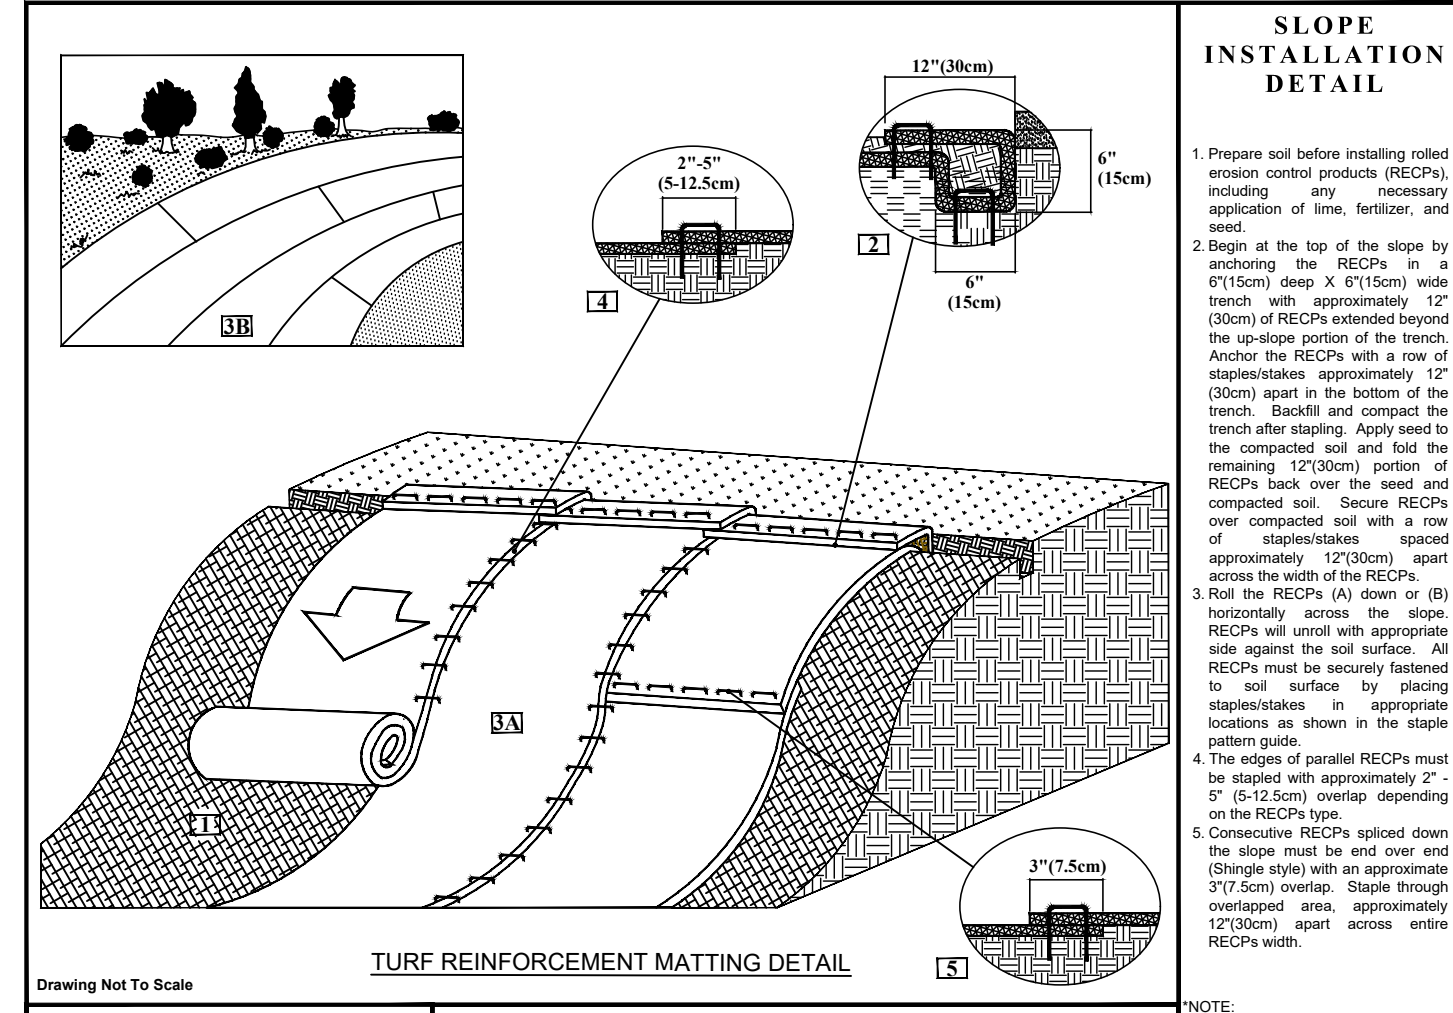 SLOPE
INSTALLATION
DETAIL
1. Prepare soil before installing rolled
erosion control products (RECPs),
including any necessary
application of lime, fertilizer, and
seed.
2. Begin at the top of the slope by
anchoring the RECPs in a
6"(15cm) deep X 6"(15cm) wide
trench with approximately 12"
(30cm) of RECPs extended beyond
the up-slope portion of the trench.
Anchor the RECPs with a row of
staples/stakes approximately 12"
(30cm) apart in the bottom of the
trench. Backfill and compact the
trench after stapling. Apply seed to
the compacted soil and fold the
remaining 12"(30cm) portion of
RECPs back over the seed and
compacted soil. Secure RECPs
over compacted soil with a row
of staples/stakes spaced
approximately 12"(30cm) apart
across the width of the RECPs.
3. Roll the RECPs (A) down or (B)
horizontally across the slope.
RECPs will unroll with appropriate
side against the soil surface. All
RECPs must be securely fastened
to soil surface by placing
staples/stakes in appropriate
locations as shown in the staple
pattern guide.
4. The edges of parallel RECPs must
be stapled with approximately 2" -
5" (5-12.5cm) overlap depending
on the RECPs type.
5. Consecutive RECPs spliced down
the slope must be end over end
(Shingle style) with an approximate
3"(7.5cm) overlap. Staple through
overlapped area, approximately
12"(30cm) apart across entire
RECPs width.
*NOTE:
3B
2"-5"
(5-12.5cm)
4
12"(30cm)
6"
(15cm)
2
6"
(15cm)
3A
1
3"(7.5cm)
5
TURF REINFORCEMENT MATTING DETAIL
Drawing Not To Scale